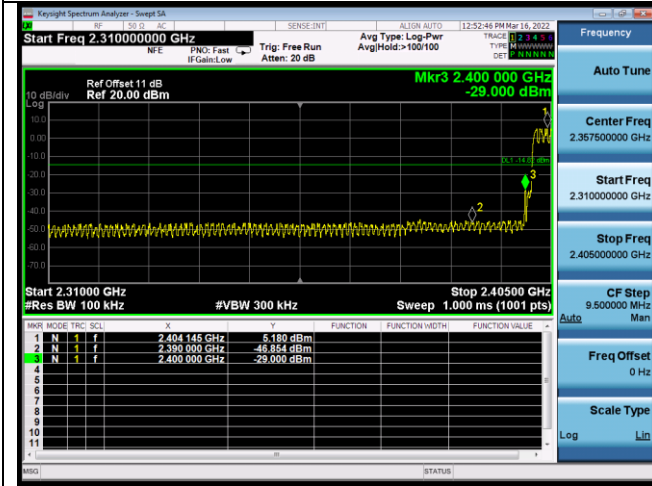 Keysight Spectrum Analyzer - Swept SA
RF 50 Ω AC SENSE:INT ALIGN AUTO 12:52:46 PM Mar 16, 2022
Start Freq 2.310000000 GHz
NFE PNO: Fast IFGain:Low
Trig: Free Run Atten: 20 dB
Avg Type: Log-Pwr Avg|Hold:>100/100
TRACE 1 2 3 4 5 6
TYPE M WWWWW
DET P N N N N N
Ref Offset 11 dB
10 dB/div Ref 20.00 dBm
Log
Mkr3 2.400 000 GHz
-29.000 dBm
10.0
0.00
-10.0
-20.0
-30.0
-40.0
-50.0
-60.0
-70.0
1
DL1 -14.82 dBm
3
2
Start 2.31000 GHz Stop 2.40500 GHz
#Res BW 100 kHz #VBW 300 kHz Sweep 1.000 ms (1001 pts)
MKR MODE TRC SCL X Y FUNCTION FUNCTION WIDTH FUNCTION VALUE
1 N 1 f 2.404 145 GHz 5.180 dBm
2 N 1 f 2.390 000 GHz -46.854 dBm
3 N 1 f 2.400 000 GHz -29.000 dBm
4
5
6
7
8
9
10
11
MSG STATUS
Frequency
Auto Tune
Center Freq
2.357500000 GHz
Start Freq
2.310000000 GHz
Stop Freq
2.405000000 GHz
CF Step
9.500000 MHz
Auto Man
Freq Offset
0 Hz
Scale Type
Log Lin